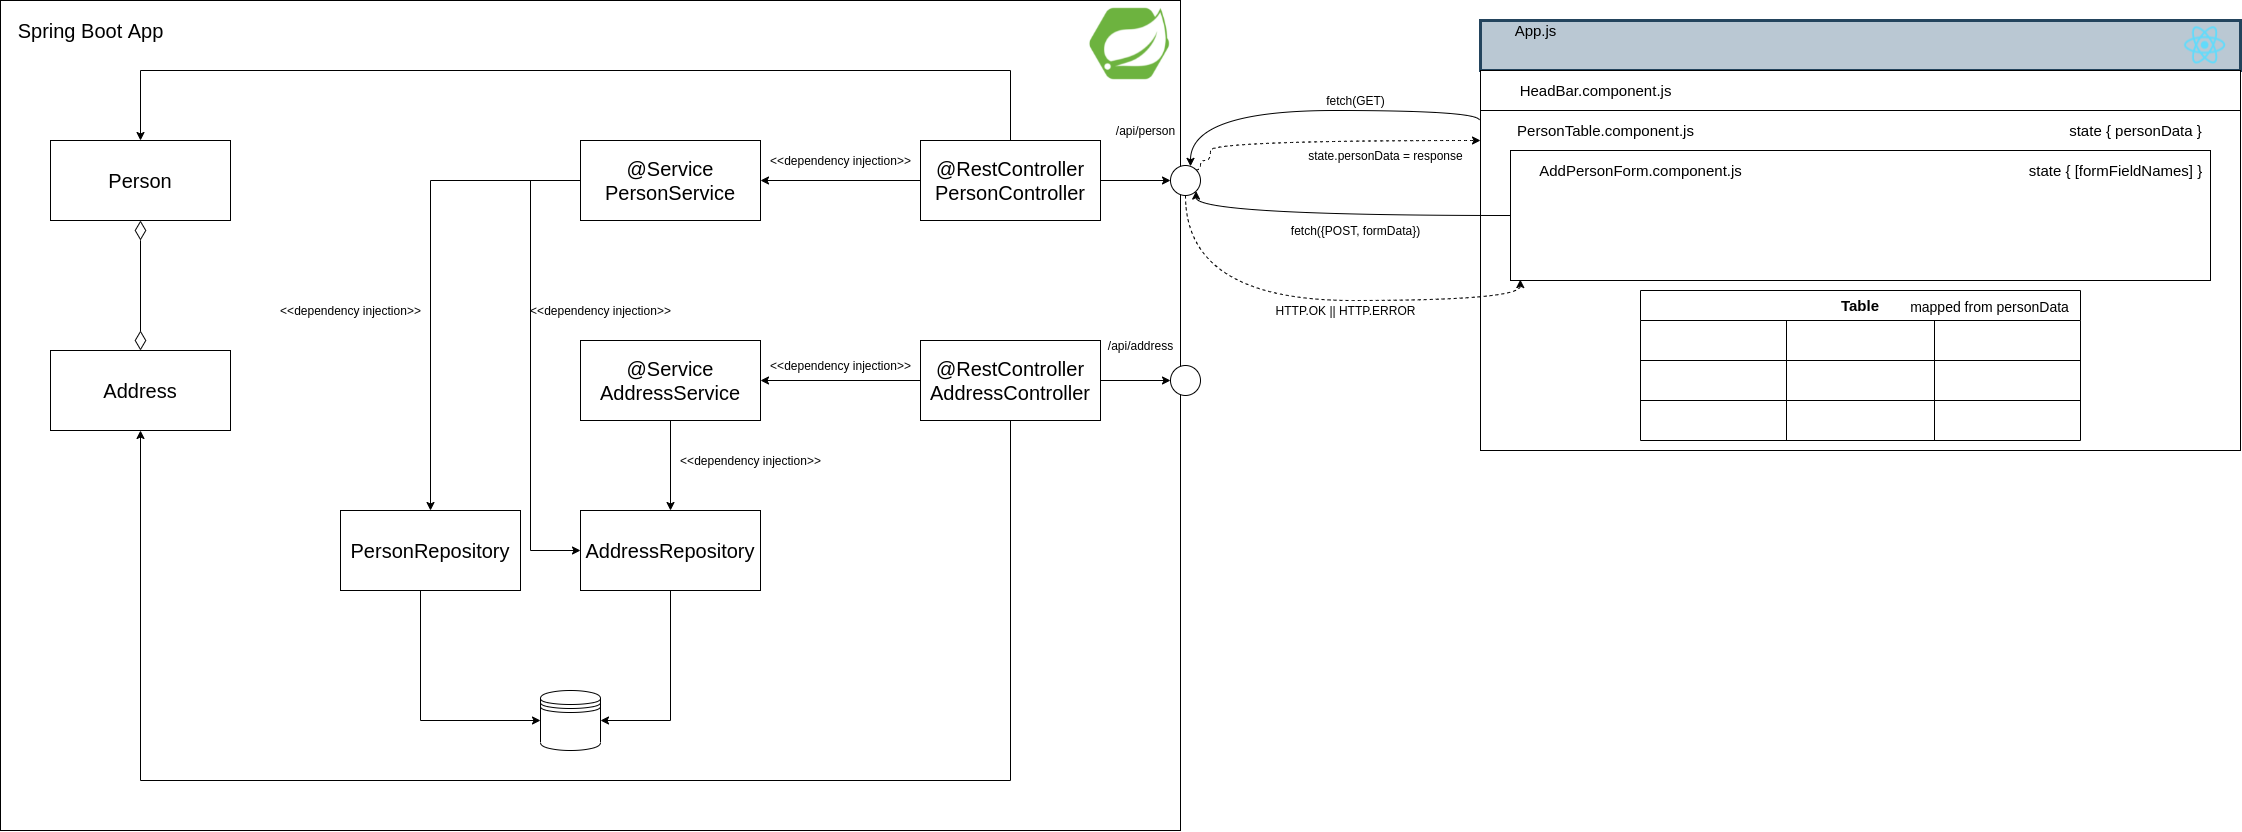 Spring Boot App
Person
Address
@Service
PersonService
<<dependency injection>>
@RestController
PersonController
/api/person
<<dependency injection>>
<<dependency injection>>
@Service
AddressService
<<dependency injection>>
@RestController
AddressController
/api/address
<<dependency injection>>
PersonRepository
AddressRepository
fetch(GET)
state.personData = response
fetch({POST, formData})
HTTP.OK || HTTP.ERROR
App.js
HeadBar.component.js
PersonTable.component.js
state { personData }
AddPersonForm.component.js
state { [formFieldNames] }
Table
mapped from personData